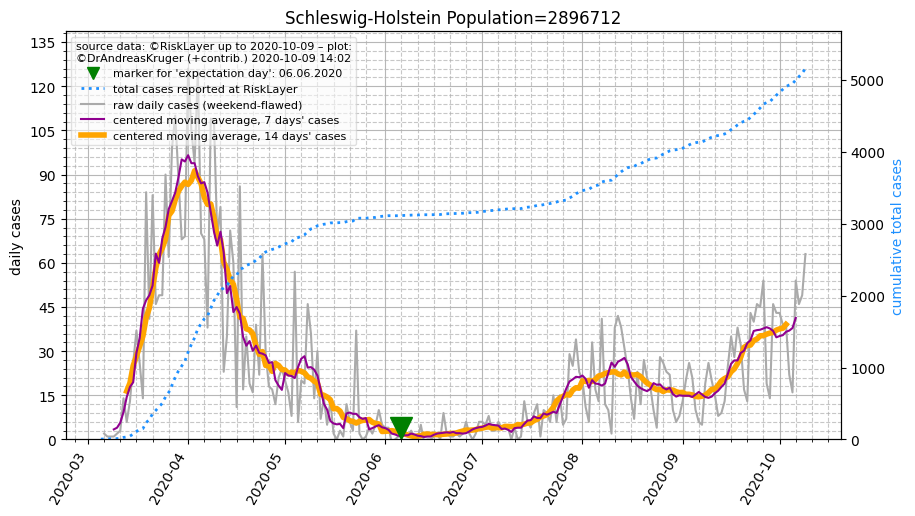 Schleswig-Holstein Population=2896712
source data: ©RiskLayer up to 2020-10-09 – plot:
©DrAndreasKruger (+contrib.) 2020-10-09 14:02
marker for 'expectation day': 06.06.2020
total cases reported at RiskLayer
raw daily cases (weekend-flawed)
centered moving average, 7 days' cases
centered moving average, 14 days' cases
daily cases
135
120
105
90
75
60
45
30
15
0
cumulative total cases
5000
4000
3000
2000
1000
0
2020-03
2020-04
2020-05
2020-06
2020-07
2020-08
2020-09
2020-10